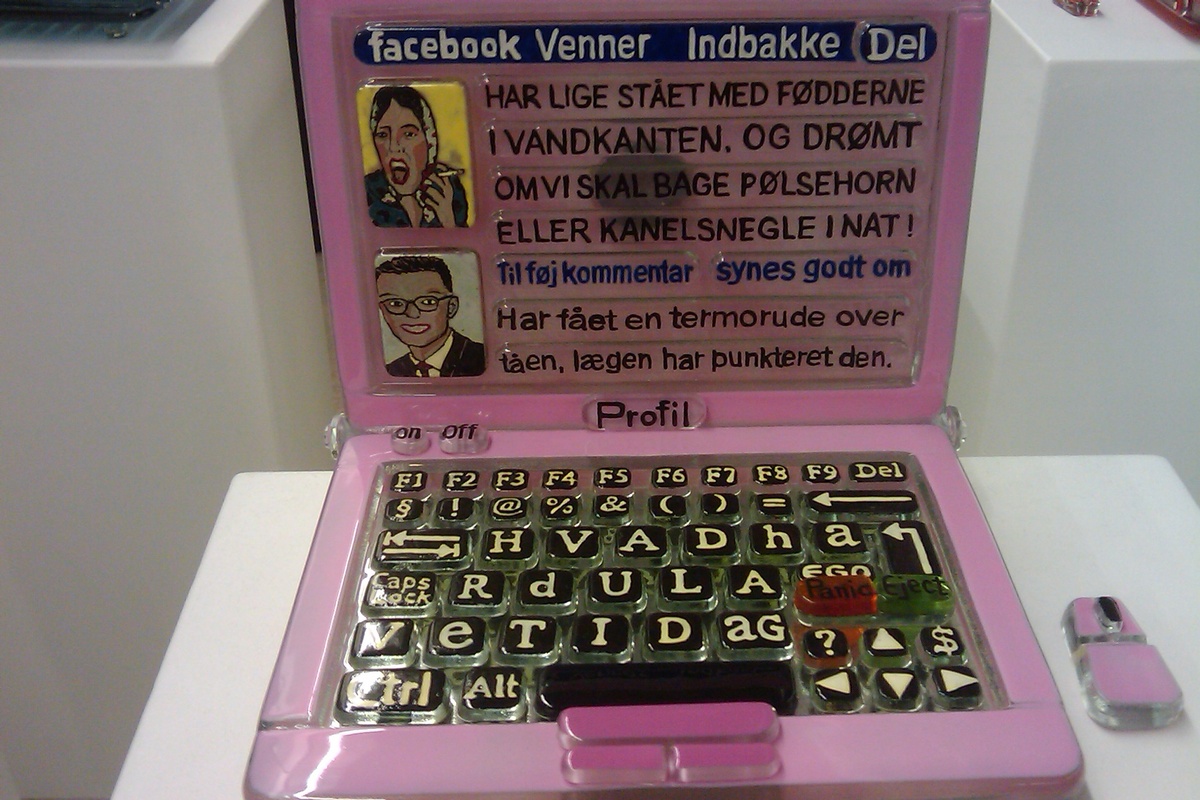 facebook Venner Indbakke Del
HAR LIGE STÅET MED FØDDERNE
I VANDKANTEN, OG DRØMT
OM VI SKAL BAGE PØLSEHORN
ELLER KANELSNEGLE I NAT!
Til føj kommentar synes godt om
Har fået en termorude over
tåen, lægen har punkteret den.
Profil
on Off
F1 F2 F3 F4 F5 F6 F7 F8 F9 Del
§ ! @ % & ( ) =
H V A D h a
Caps Lock R d U L A EGO Panic Eject
V e T I D aG ? $
Ctrl Alt